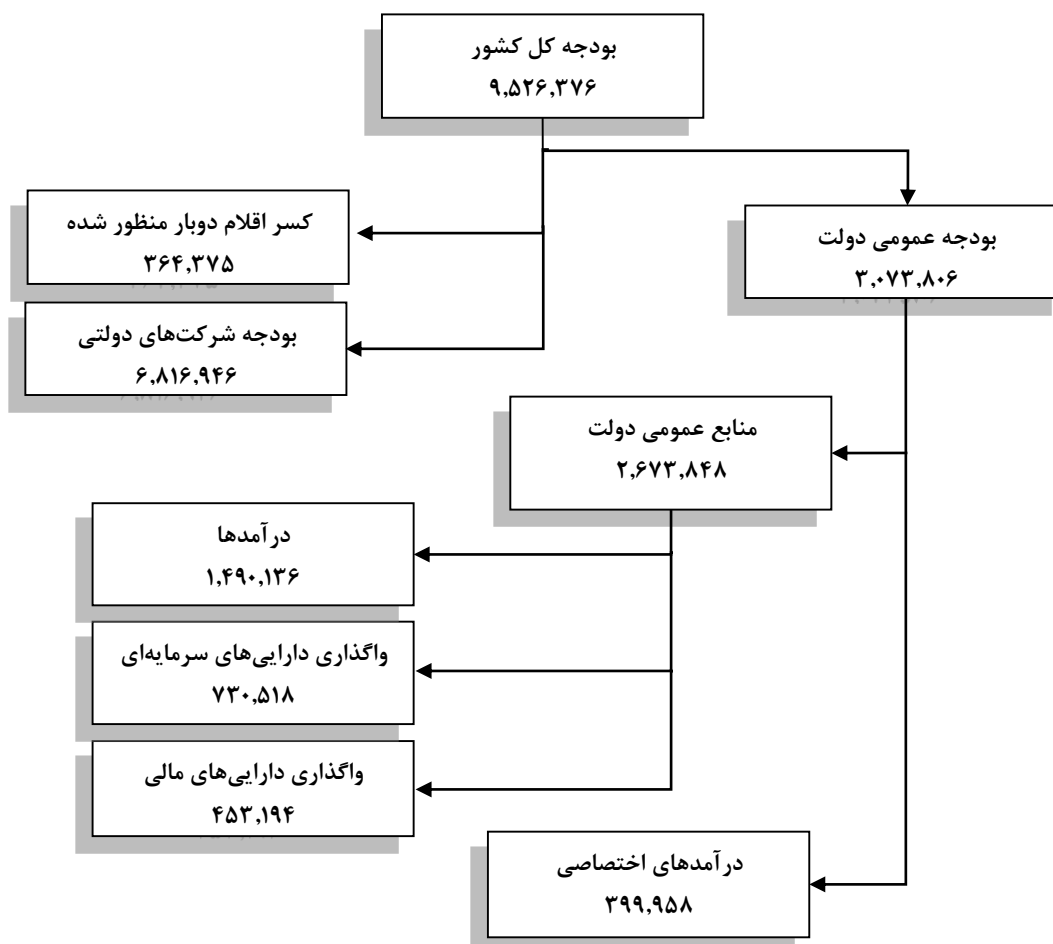 بودجه کل کشور
۹,۵۲۶,۳۷۶
کسر اقلام دوبار منظور شده
۳۶۴,۳۷۵
بودجه عمومی دولت
۳,۰۷۳,۸۰۶
بودجه شرکت‌های دولتی
۶,۸۱۶,۹۴۶
منابع عمومی دولت
۲,۶۷۳,۸۴۸
درآمدها
۱,۴۹۰,۱۳۶
واگذاری دارایی‌های سرمایه‌ای
۷۳۰,۵۱۸
واگذاری دارایی‌های مالی
۴۵۳,۱۹۴
درآمدهای اختصاصی
۳۹۹,۹۵۸